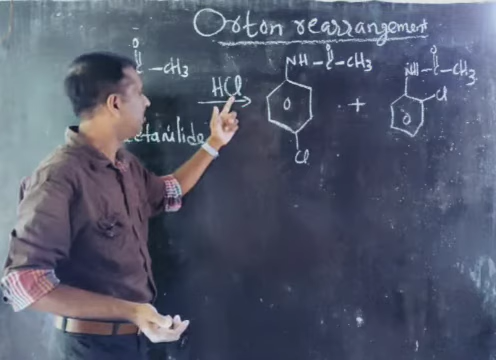 Orton rearrangement
O
C - CH3
HCl
NH - C - CH3
O
Cl
+
NH - C - CH3
O
Cl
etanilide